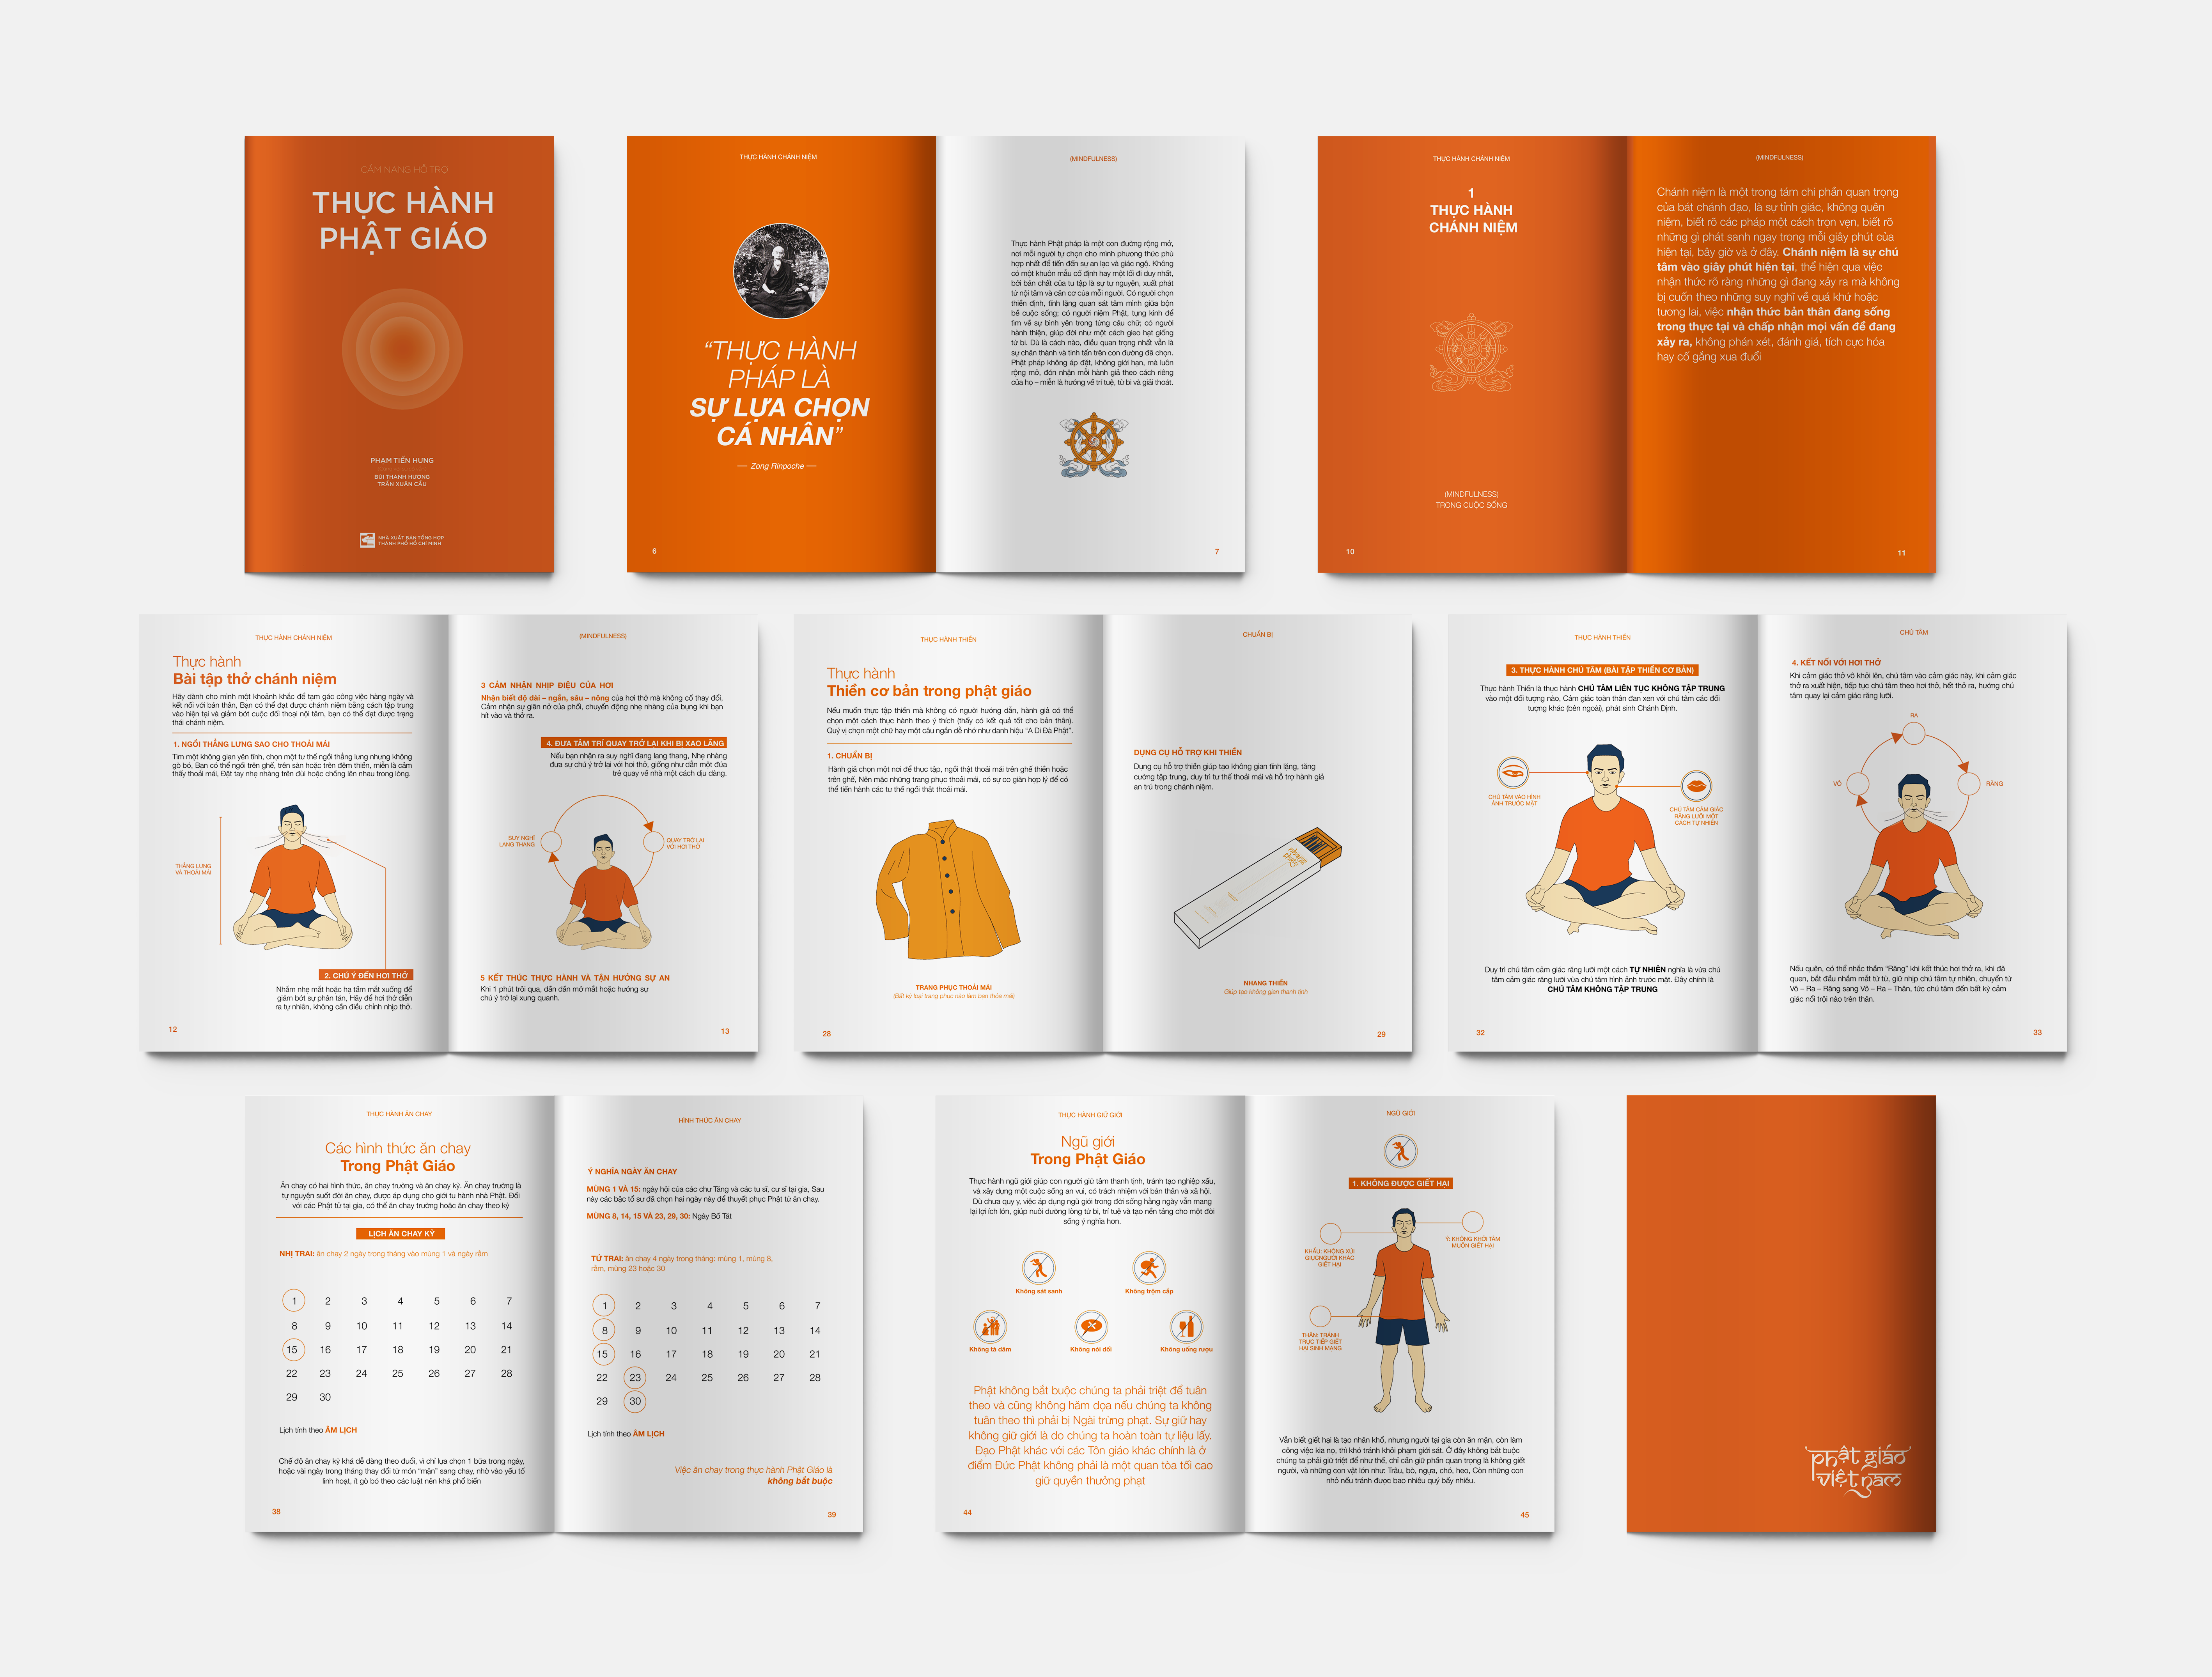 CẨM NANG HỖ TRỢ
THỰC HÀNH
PHẬT GIÁO
PHẠM TIẾN HƯNG
BÙI THANH HƯƠNG
TRẦN XUÂN CẦU
NHÀ XUẤT BẢN TỔNG HỢP
THÀNH PHỐ HỒ CHÍ MINH
THỰC HÀNH CHÁNH NIỆM
“THỰC HÀNH
PHÁP LÀ
SỰ LỰA CHỌN
CÁ NHÂN”
— Zong Rinpoche —
6
(MINDFULNESS)
Thực hành Phật pháp là một con đường rộng mở,
nơi mỗi người tự chọn cho mình phương thức phù
hợp nhất để tiến đến sự an lạc và giác ngộ. Không
có một khuôn mẫu cố định hay một lối đi duy nhất,
bởi bản chất của tu tập là sự tự nguyện, xuất phát
từ nội tâm và căn cơ của mỗi người. Có người chọn
thiền định, tĩnh lặng quan sát tâm mình giữa bộn
bề cuộc sống; có người niệm Phật, tụng kinh để
tìm về sự bình yên trong từng câu chữ; có người
hành thiện, giúp đời như một cách gieo hạt giống
từ bi. Dù là cách nào, điều quan trọng nhất vẫn là
sự chân thành và tinh tấn trên con đường đã chọn.
Phật pháp không áp đặt, không giới hạn, mà luôn
rộng mở, đón nhận mỗi hành giả theo cách riêng
của họ – miễn là hướng về trí tuệ, từ bi và giải thoát.
7
THỰC HÀNH CHÁNH NIỆM
1
THỰC HÀNH
CHÁNH NIỆM
(MINDFULNESS)
TRONG CUỘC SỐNG
10
(MINDFULNESS)
Chánh niệm là một trong tám chi phần quan trọng
của bát chánh đạo, là sự tỉnh giác, không quên
niệm, biết rõ các pháp một cách trọn vẹn, biết rõ
những gì phát sanh ngay trong mỗi giây phút của
hiện tại, bây giờ và ở đây. Chánh niệm là sự chú
tâm vào giây phút hiện tại, thể hiện qua việc
nhận thức rõ ràng những gì đang xảy ra mà không
bị cuốn theo những suy nghĩ về quá khứ hoặc
tương lai, việc nhận thức bản thân đang sống
trong thực tại và chấp nhận mọi vấn đề đang
xảy ra, không phán xét, đánh giá, tích cực hóa
hay cố gắng xua đuổi
11
THỰC HÀNH CHÁNH NIỆM
Thực hành
Bài tập thở chánh niệm
Hãy dành cho mình một khoảnh khắc để tạm gác công việc hàng ngày và
kết nối với bản thân, Bạn có thể đạt được chánh niệm bằng cách tập trung
vào hiện tại và giảm bớt cuộc đối thoại nội tâm, bạn có thể đạt được trạng
thái chánh niệm.
1. NGỒI THẲNG LƯNG SAO CHO THOẢI MÁI
Tìm một không gian yên tĩnh, chọn một tư thế ngồi thẳng lưng nhưng không
gò bó, Bạn có thể ngồi trên ghế, trên sàn hoặc trên đệm thiền, miễn là cảm
thấy thoải mái, Đặt tay nhẹ nhàng trên đùi hoặc chồng lên nhau trong lòng.
THẲNG LƯNG
VÀ THOẢI MÁI
2. CHÚ Ý ĐẾN HƠI THỞ
Nhắm nhẹ mắt hoặc hạ tầm mắt xuống để
giảm bớt sự phân tán, Hãy để hơi thở diễn
ra tự nhiên, không cần điều chỉnh nhịp thở.
12
(MINDFULNESS)
3 CẢM NHẬN NHỊP ĐIỆU CỦA HƠI
Nhận biết độ dài – ngắn, sâu – nông của hơi thở mà không cố thay đổi,
Cảm nhận sự giãn nở của phổi, chuyển động nhẹ nhàng của bụng khi bạn
hít vào và thở ra.
4. ĐƯA TÂM TRÍ QUAY TRỞ LẠI KHI BỊ XAO LÃNG
Nếu bạn nhận ra suy nghĩ đang lang thang, Nhẹ nhàng
đưa sự chú ý trở lại với hơi thở, giống như dẫn một đứa
trẻ quay về nhà một cách dịu dàng.
SUY NGHĨ
LANG THANG
QUAY TRỞ LẠI
VỚI HƠI THỞ
5 KẾT THÚC THỰC HÀNH VÀ TẬN HƯỞNG SỰ AN
Khi 1 phút trôi qua, dần dần mở mắt hoặc hướng sự
chú ý trở lại xung quanh.
13
THỰC HÀNH THIỀN
Thực hành
Thiền cơ bản trong phật giáo
Nếu muốn thực tập thiền mà không có người hướng dẫn, hành giả có thể
chọn một cách thực hành theo ý thích (thấy có kết quả tốt cho bản thân).
Quý vị chọn một chữ hay một câu ngắn dễ nhớ như danh hiệu “A Di Đà Phật”.
1. CHUẨN BỊ
Hành giả chọn một nơi để thực tập, ngồi thật thoải mái trên ghế thiền hoặc
trên ghế, Nên mặc những trang phục thoải mái, có sự co giãn hợp lý để có
thể tiến hành các tư thế ngồi thật thoải mái.
TRANG PHỤC THOẢI MÁI
(Bất kỳ loại trang phục nào làm bạn thỏa mái)
28
CHUẨN BỊ
DỤNG CỤ HỖ TRỢ KHI THIỀN
Dụng cụ hỗ trợ thiền giúp tạo không gian tĩnh lặng, tăng
cường tập trung, duy trì tư thế thoải mái và hỗ trợ hành giả
an trú trong chánh niệm.
NHANG THIỀN
Giúp tạo không gian thanh tịnh
29
THỰC HÀNH THIỀN
3. THỰC HÀNH CHÚ TÂM (BÀI TẬP THIỀN CƠ BẢN)
Thực hành Thiền là thực hành CHÚ TÂM LIÊN TỤC KHÔNG TẬP TRUNG
vào một đối tượng nào, Cảm giác toàn thân đan xen với chú tâm các đối
tượng khác (bên ngoài), phát sinh Chánh Định.
CHÚ TÂM VÀO HÌNH
ẢNH TRƯỚC MẶT
CHÚ TÂM CẢM GIÁC
RĂNG LƯỠI MỘT
CÁCH TỰ NHIÊN
Duy trì chú tâm cảm giác răng lưỡi một cách TỰ NHIÊN nghĩa là vừa chú
tâm cảm giác răng lưỡi vừa chú tâm hình ảnh trước mặt. Đây chính là
CHÚ TÂM KHÔNG TẬP TRUNG
32
CHÚ TÂM
4. KẾT NỐI VỚI HƠI THỞ
Khi cảm giác thở vô khởi lên, chú tâm vào cảm giác này, khi cảm giác
thở ra xuất hiện, tiếp tục chú tâm theo hơi thở, hết thở ra, hướng chú
tâm quay lại cảm giác răng lưỡi.
RA
VÔ
RĂNG
Nếu quên, có thể nhắc thầm “Răng” khi kết thúc hơi thở ra, khi đã
quen, bắt đầu nhắm mắt từ từ, giữ nhịp chú tâm tự nhiên, chuyển từ
Vô – Ra – Răng sang Vô – Ra – Thân, tức chú tâm đến bất kỳ cảm
giác nổi trội nào trên thân.
33
THỰC HÀNH ĂN CHAY
Các hình thức ăn chay
Trong Phật Giáo
Ăn chay có hai hình thức, ăn chay trường và ăn chay kỳ. Ăn chay trường là
tự nguyện suốt đời ăn chay, được áp dụng cho giới tu hành nhà Phật. Đối
với các Phật tử tại gia, có thể ăn chay trường hoặc ăn chay theo kỳ
LỊCH ĂN CHAY KỲ
NHỊ TRAI: ăn chay 2 ngày trong tháng vào mùng 1 và ngày rằm
1 2 3 4 5 6 7
8 9 10 11 12 13 14
15 16 17 18 19 20 21
22 23 24 25 26 27 28
29 30
Lịch tính theo ÂM LỊCH
Chế độ ăn chay kỳ khá dễ dàng theo đuổi, vì chỉ lựa chọn 1 bữa trong ngày,
hoặc vài ngày trong tháng thay đổi từ món “mặn” sang chay, nhờ vào yếu tố
linh hoạt, ít gò bó theo các luật nên khá phổ biến
38
HÌNH THỨC ĂN CHAY
Ý NGHĨA NGÀY ĂN CHAY
MÙNG 1 VÀ 15: ngày hội của các chư Tăng và các tu sĩ, cư sĩ tại gia, Sau
này các bậc tổ sư đã chọn hai ngày này để thuyết phục Phật tử ăn chay.
MÙNG 8, 14, 15 VÀ 23, 29, 30: Ngày Bố Tát
TỨ TRAI: ăn chay 4 ngày trong tháng; mùng 1, mùng 8,
rằm, mùng 23 hoặc 30
1 2 3 4 5 6 7
8 9 10 11 12 13 14
15 16 17 18 19 20 21
22 23 24 25 26 27 28
29 30
Lịch tính theo ÂM LỊCH
Việc ăn chay trong thực hành Phật Giáo là
không bắt buộc
39
THỰC HÀNH GIỮ GIỚI
Ngũ giới
Trong Phật Giáo
Thực hành ngũ giới giúp con người giữ tâm thanh tịnh, tránh tạo nghiệp xấu,
và xây dựng một cuộc sống an vui, có trách nhiệm với bản thân và xã hội.
Dù chưa quy y, việc áp dụng ngũ giới trong đời sống hằng ngày vẫn mang
lại lợi ích lớn, giúp nuôi dưỡng lòng từ bi, trí tuệ và tạo nền tảng cho một đời
sống ý nghĩa hơn.
Không sát sanh
Không trộm cắp
Không tà dâm
Không nói dối
Không uống rượu
Phật không bắt buộc chúng ta phải triệt để tuân
theo và cũng không hăm dọa nếu chúng ta không
tuân theo thì phải bị Ngài trừng phạt. Sự giữ hay
không giữ giới là do chúng ta hoàn toàn tự liệu lấy.
Đạo Phật khác với các Tôn giáo khác chính là ở
điểm Đức Phật không phải là một quan tòa tối cao
giữ quyền thưởng phạt
44
NGŨ GIỚI
1. KHÔNG ĐƯỢC GIẾT HẠI
KHẨU: KHÔNG XÚI
GIỤCNGƯỜI KHÁC
GIẾT HẠI
Ý: KHÔNG KHỞI TÂM
MUỐN GIẾT HẠI
THÂN: TRÁNH
TRỰC TIẾP GIẾT
HẠI SINH MẠNG
Vẫn biết giết hại là tạo nhân khổ, nhưng người tại gia còn ăn mặn, còn làm
công việc kia nọ, thì khó tránh khỏi phạm giới sát. Ở đây không bắt buộc
chúng ta phải giữ triệt để như thế, chỉ cần giữ phần quan trọng là không giết
người, và những con vật lớn như: Trâu, bò, ngựa, chó, heo, Còn những con
nhỏ nếu tránh được bao nhiêu quý bấy nhiêu.
45
phật giáo
việt nam